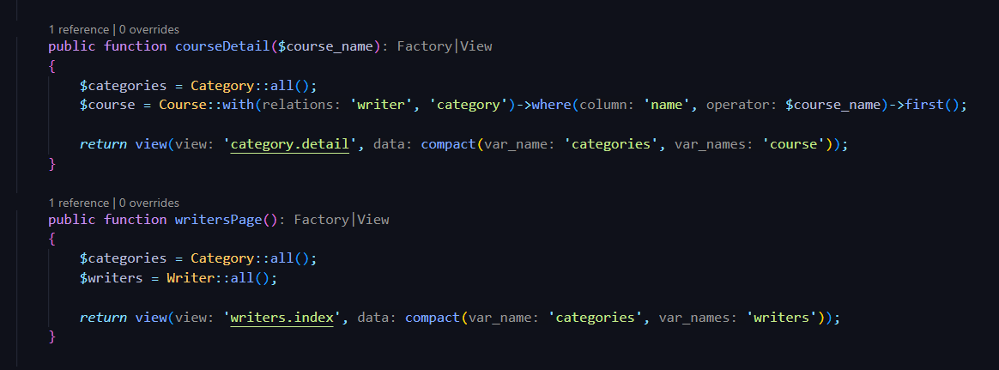 1 reference | 0 overrides
public function courseDetail($course_name): Factory|View
{
$categories = Category::all();
$course = Course::with(relations: 'writer', 'category')->where(column: 'name', operator: $course_name)->first();
return view(view: 'category.detail', data: compact(var_name: 'categories', var_names: 'course'));
}
1 reference | 0 overrides
public function writersPage(): Factory|View
{
$categories = Category::all();
$writers = Writer::all();
return view(view: 'writers.index', data: compact(var_name: 'categories', var_names: 'writers'));
}